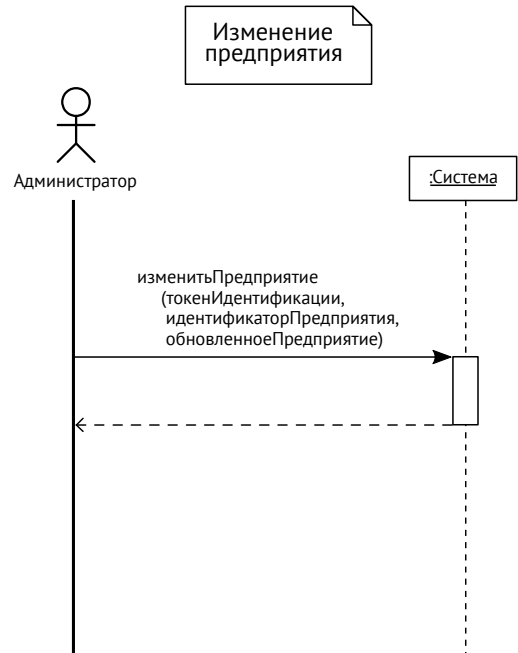 Изменение
предприятия
Администратор
:Система
изменитьПредприятие
(токенИдентификации,
идентификаторПредприятия,
обновленноеПредприятие)